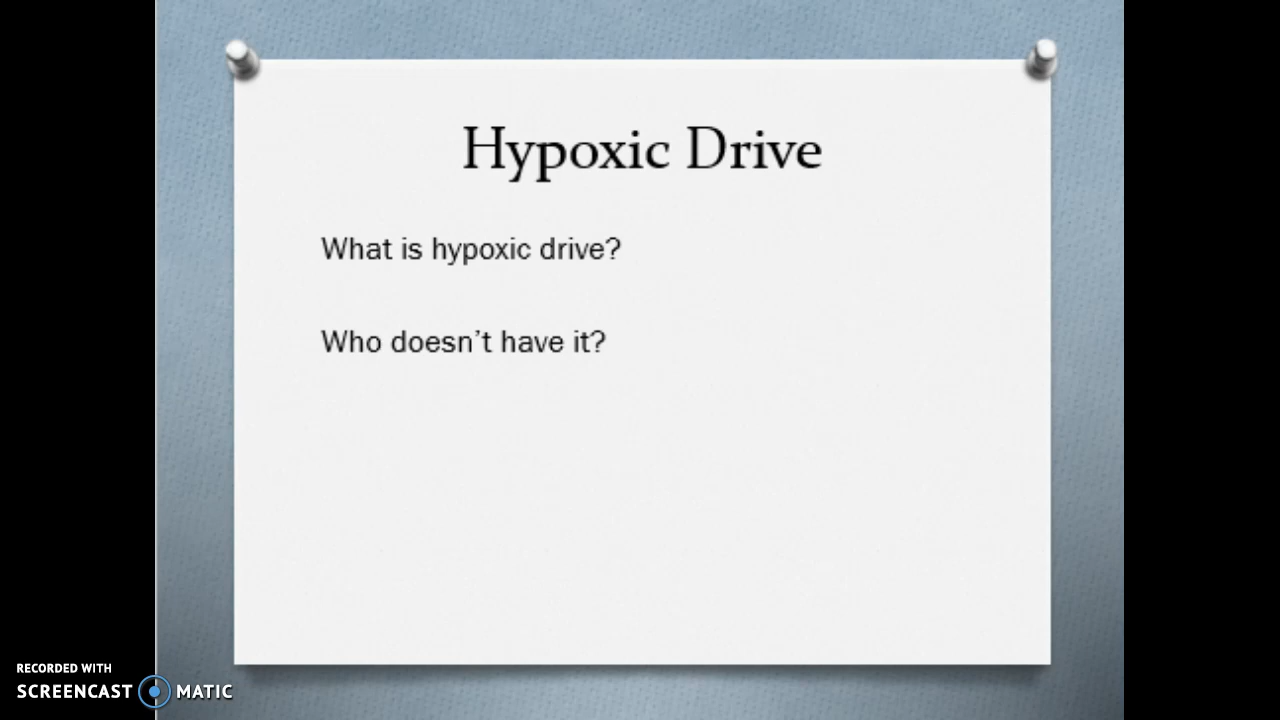 Hypoxic Drive
What is hypoxic drive?
Who doesn’t have it?
RECORDED WITH
SCREENCAST MATIC